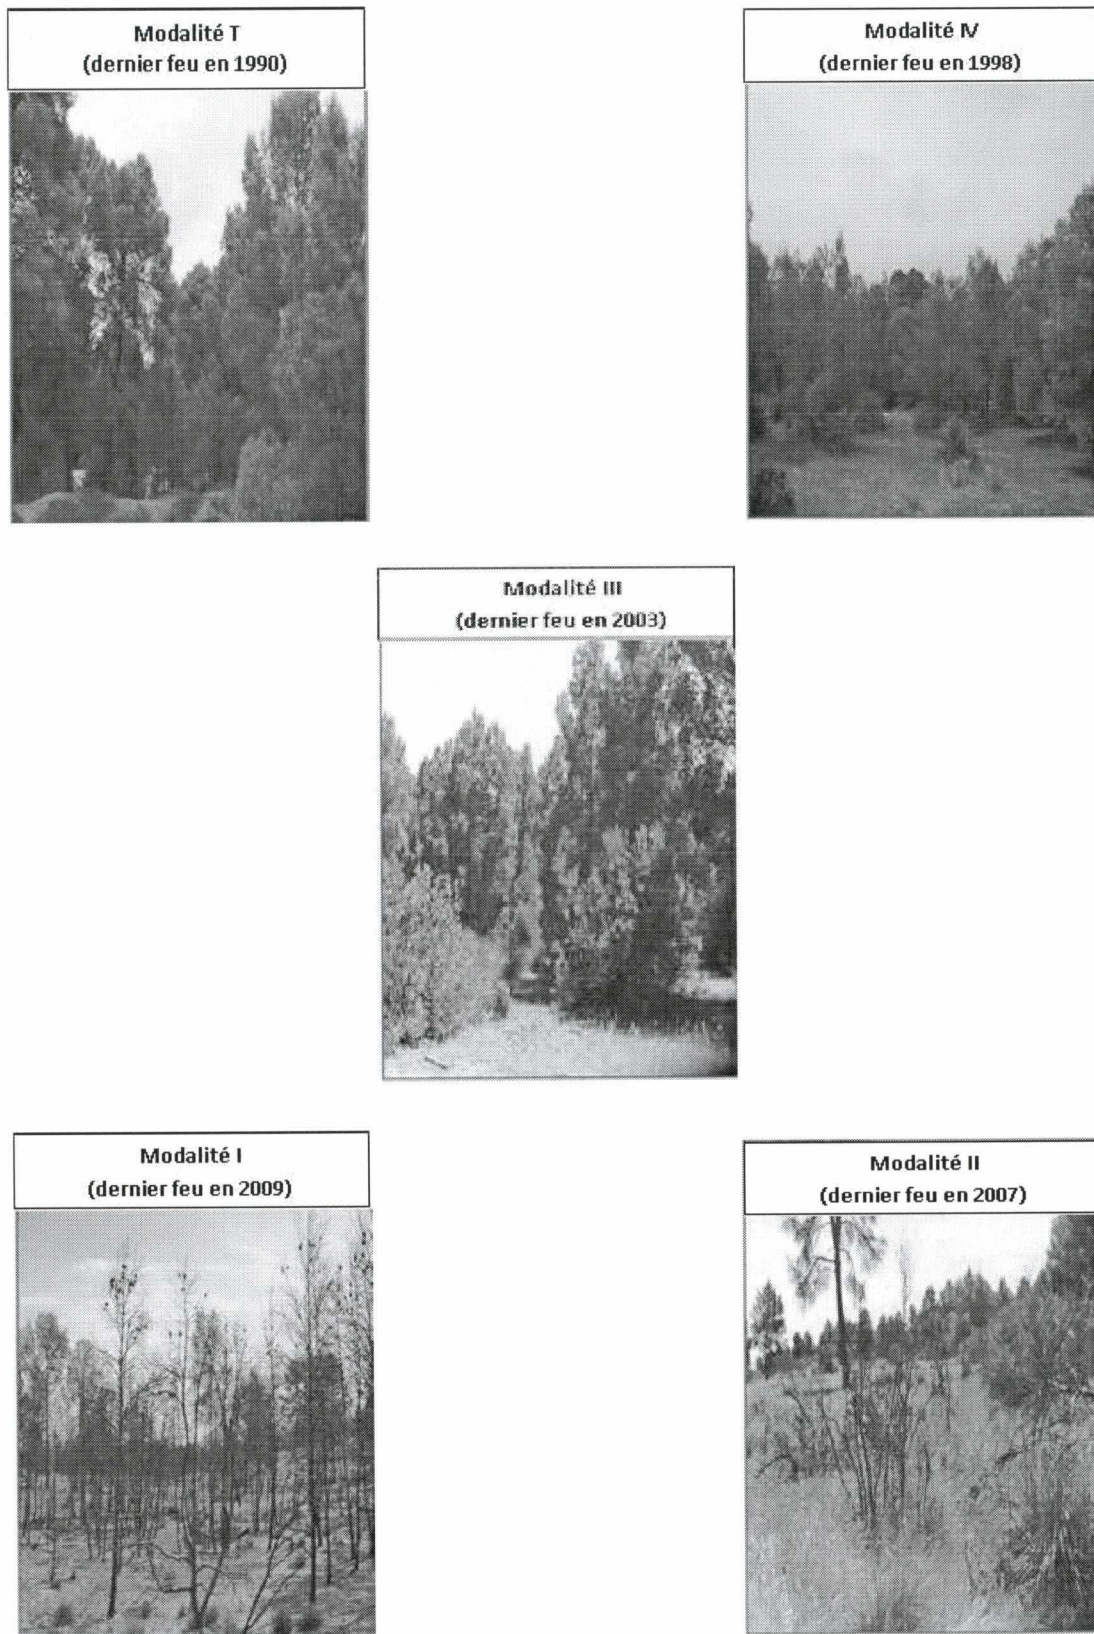 Modalité T
(dernier feu en 1990)
Modalité IV
(dernier feu en 1998)
Modalité III
(dernier feu en 2003)
Modalité I
(dernier feu en 2009)
Modalité II
(dernier feu en 2007)